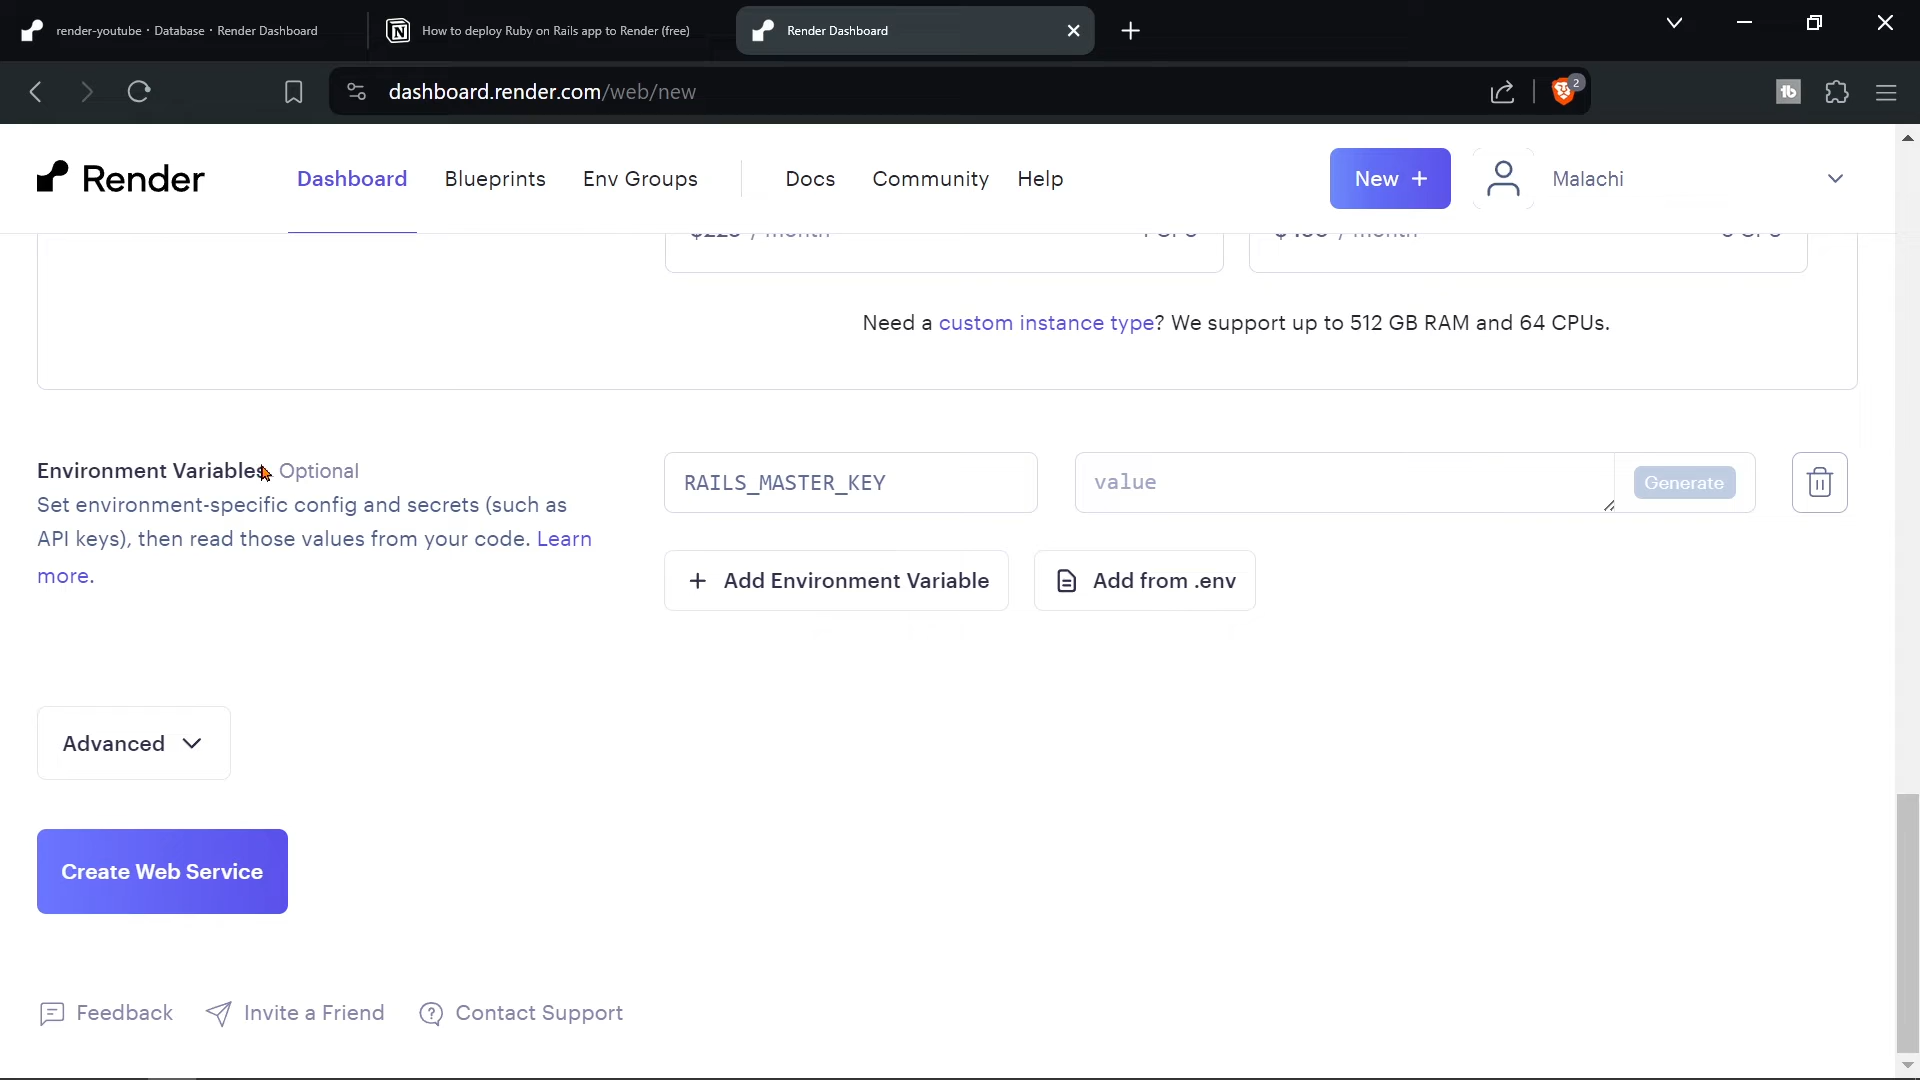 render-youtube · Database · Render Dashboard
How to deploy Ruby on Rails app to Render (free)
Render Dashboard
dashboard.render.com/web/new
2
tb
Render
Dashboard
Blueprints
Env Groups
Docs
Community
Help
New +
Malachi
Need a custom instance type? We support up to 512 GB RAM and 64 CPUs.
Environment Variables Optional
Set environment-specific config and secrets (such as
API keys), then read those values from your code. Learn
more.
RAILS_MASTER_KEY
value
Generate
+ Add Environment Variable
Add from .env
Advanced
Create Web Service
Feedback
Invite a Friend
Contact Support